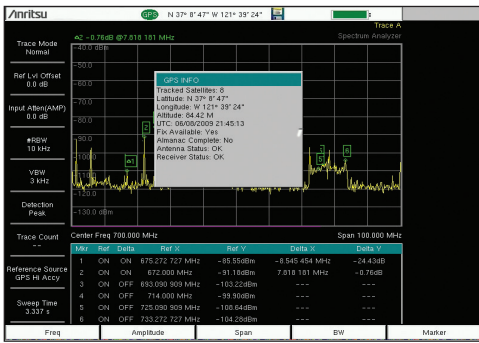 /Anritsu GPS N 37° 8' 47" W 121° 39' 24"
Trace A
Δ2 -0.76dB @7.818 181 MHz Spectrum Analyzer
Trace Mode
Normal
-40.0 dBm
-50.0
Ref Lvl Offset
0.0 dB
-60.0
-70.0
Input Atten(AMP)
0.0 dB
-80.0
#RBW
10 kHz
-90.0
-100.0
VBW
3 kHz
-110.0
-120.0
Detection
Peak
-130.0 dBm
GPS INFO
Tracked Satellites: 6
Latitude: N 37° 8' 47"
Longitude: W 121° 39' 24"
Altitude: 84.42 M
UTC: 06/08/2009 21:45:13
Fix Available: Yes
Almanac Complete: No
Antenna Status: OK
Receiver Status: OK
2
Δ1
5
6
Trace Count
--
Center Freq 700.000 MHz Span 100.000 MHz
Mkr Ref Delta Ref X Ref Y Delta X Delta Y
1 ON ON 675.272 727 MHz -85.55dBm -8.545 454 MHz -24.43dB
2 ON ON 672.000 MHz -91.18dBm 7.818 181 MHz -0.76dB
3 ON OFF 693.090 909 MHz -103.22dBm --- ---
4 ON OFF 714.000 MHz -99.90dBm --- ---
5 ON OFF 725.090 909 MHz -108.64dBm --- ---
6 ON OFF 733.272 727 MHz -104.28dBm --- ---
Reference Source
GPS Hi Accy
Sweep Time
3.337 s
Freq Amplitude Span BW Marker